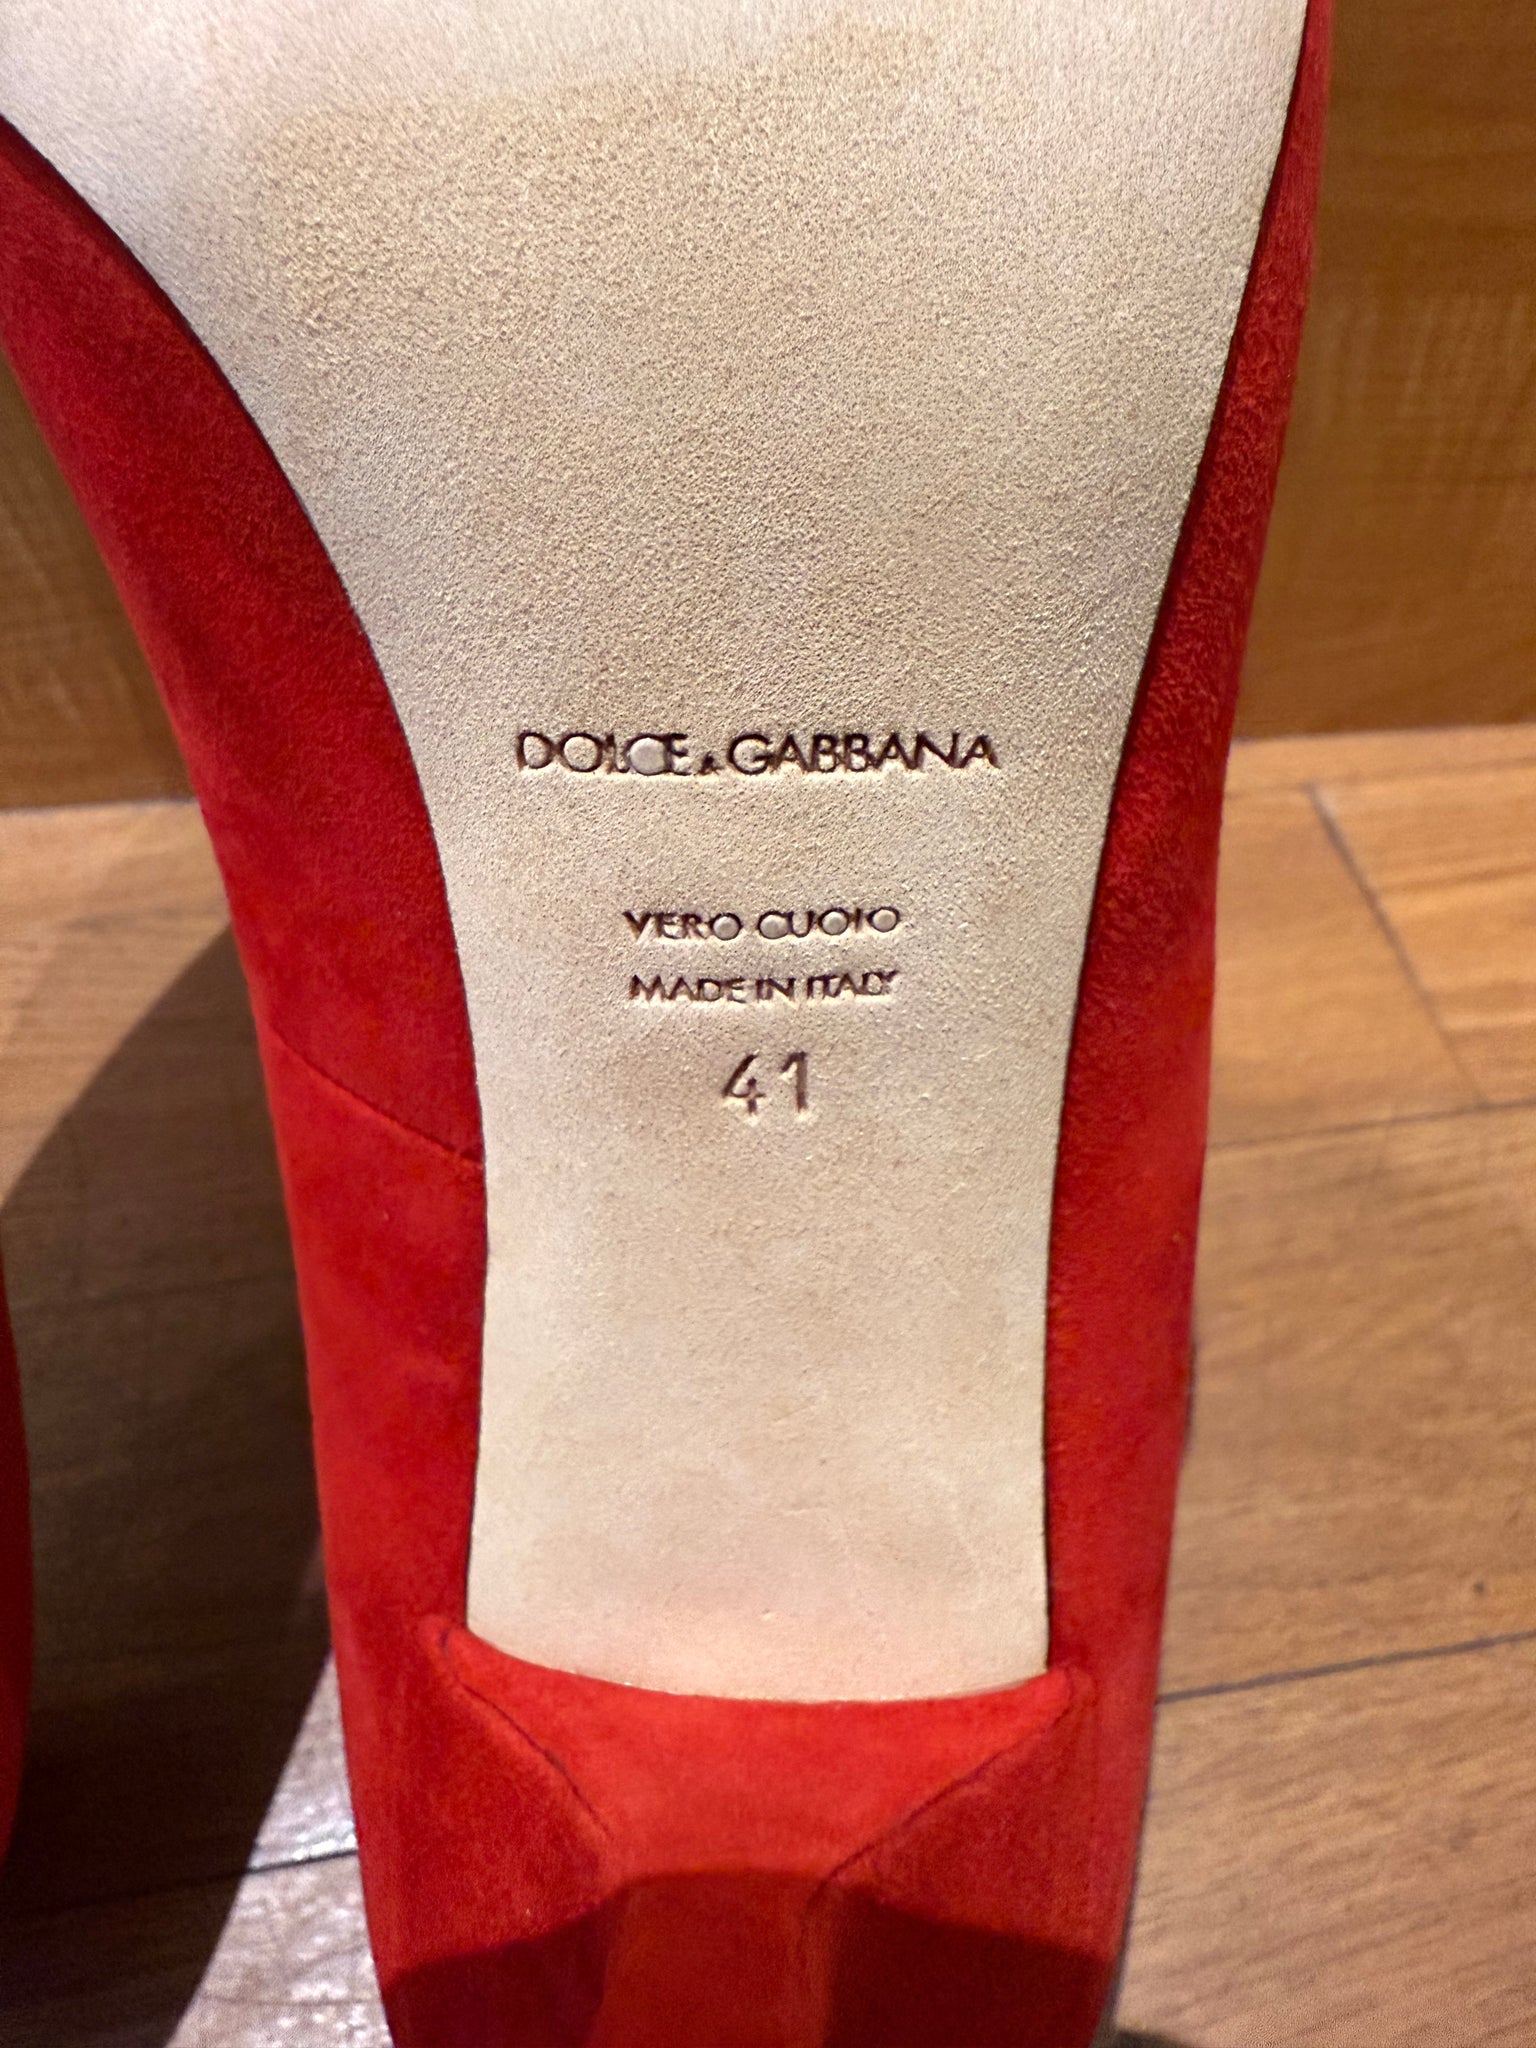 DOLCE & GABBANA
VERO CUOIO
MADE IN ITALY
41